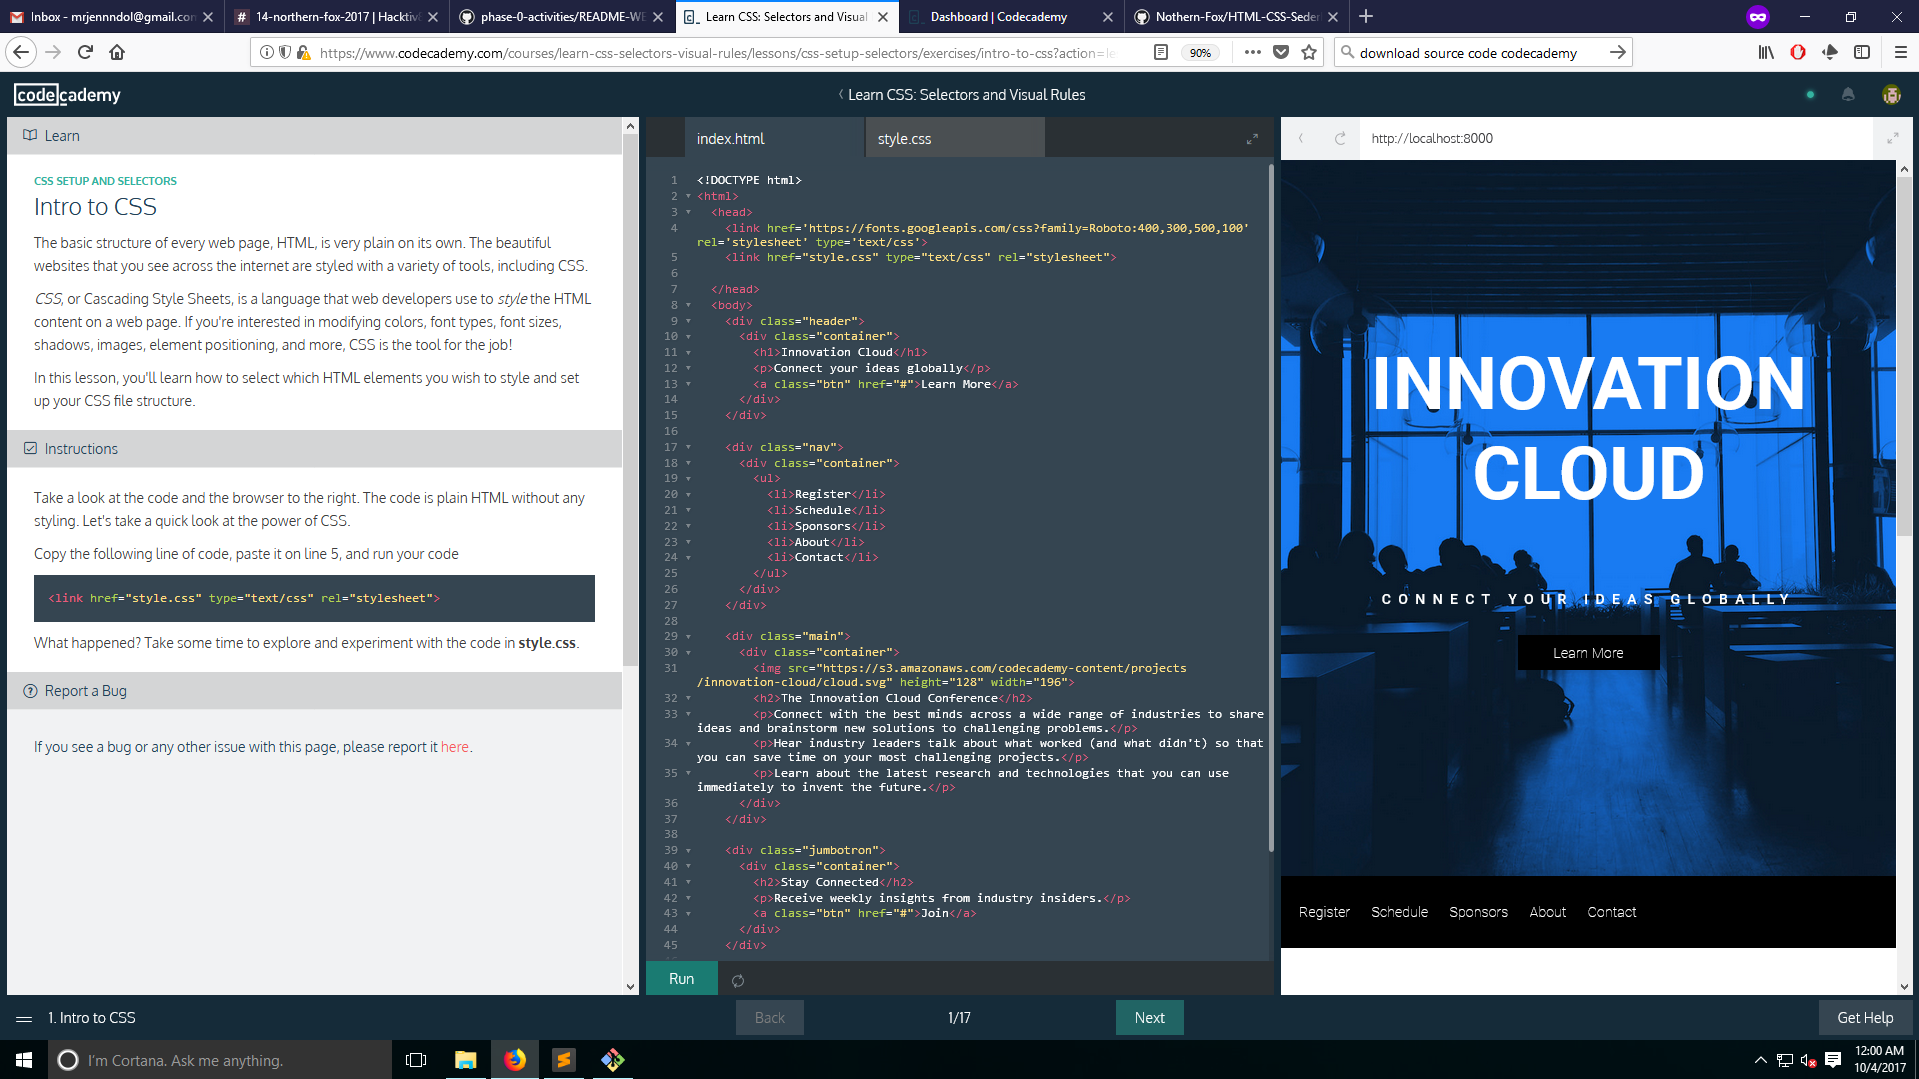 Inbox - mrjennndol@gmail.con
14-northern-fox-2017 | Hacktiv8
phase-0-activities/README-WE
Learn CSS: Selectors and Visual
Dashboard | Codecademy
Nothern-Fox/HTML-CSS-Seder
https://www.codecademy.com/courses/learn-css-selectors-visual-rules/lessons/css-setup-selectors/exercises/intro-to-css?action=le
90%
download source code codecademy
codecademy
Learn CSS: Selectors and Visual Rules
Learn
CSS SETUP AND SELECTORS
Intro to CSS
The basic structure of every web page, HTML, is very plain on its own. The beautiful
websites that you see across the internet are styled with a variety of tools, including CSS.
CSS, or Cascading Style Sheets, is a language that web developers use to style the HTML
content on a web page. If you're interested in modifying colors, font types, font sizes,
shadows, images, element positioning, and more, CSS is the tool for the job!
In this lesson, you'll learn how to select which HTML elements you wish to style and set
up your CSS file structure.
Instructions
Take a look at the code and the browser to the right. The code is plain HTML without any
styling. Let's take a quick look at the power of CSS.
Copy the following line of code, paste it on line 5, and run your code
<link href="style.css" type="text/css" rel="stylesheet">
What happened? Take some time to explore and experiment with the code in style.css.
Report a Bug
If you see a bug or any other issue with this page, please report it here.
index.html
style.css
1 <!DOCTYPE html>
2 <html>
3 <head>
4 <link href='https://fonts.googleapis.com/css?family=Roboto:400,300,500,100'
rel='stylesheet' type='text/css'>
5 <link href="style.css" type="text/css" rel="stylesheet">
6
7 </head>
8 <body>
9 <div class="header">
10 <div class="container">
11 <h1>Innovation Cloud</h1>
12 <p>Connect your ideas globally</p>
13 <a class="btn" href="#">Learn More</a>
14 </div>
15 </div>
16
17 <div class="nav">
18 <div class="container">
19 <ul>
20 <li>Register</li>
21 <li>Schedule</li>
22 <li>Sponsors</li>
23 <li>About</li>
24 <li>Contact</li>
25 </ul>
26 </div>
27 </div>
28
29 <div class="main">
30 <div class="container">
31 <img src="https://s3.amazonaws.com/codecademy-content/projects
/innovation-cloud/cloud.svg" height="128" width="196">
32 <h2>The Innovation Cloud Conference</h2>
33 <p>Connect with the best minds across a wide range of industries to share
ideas and brainstorm new solutions to challenging problems.</p>
34 <p>Hear industry leaders talk about what worked (and what didn't) so that
you can save time on your most challenging projects.</p>
35 <p>Learn about the latest research and technologies that you can use
immediately to invent the future.</p>
36 </div>
37 </div>
38
39 <div class="jumbotron">
40 <div class="container">
41 <h2>Stay Connected</h2>
42 <p>Receive weekly insights from industry insiders.</p>
43 <a class="btn" href="#">Join</a>
44 </div>
45 </div>
Run
http://localhost:8000
INNOVATION
CLOUD
CONNECT YOUR IDEAS GLOBALLY
Learn More
Register Schedule Sponsors About Contact
1. Intro to CSS
Back
1/17
Next
Get Help
I'm Cortana. Ask me anything.
12:00 AM
10/4/2017